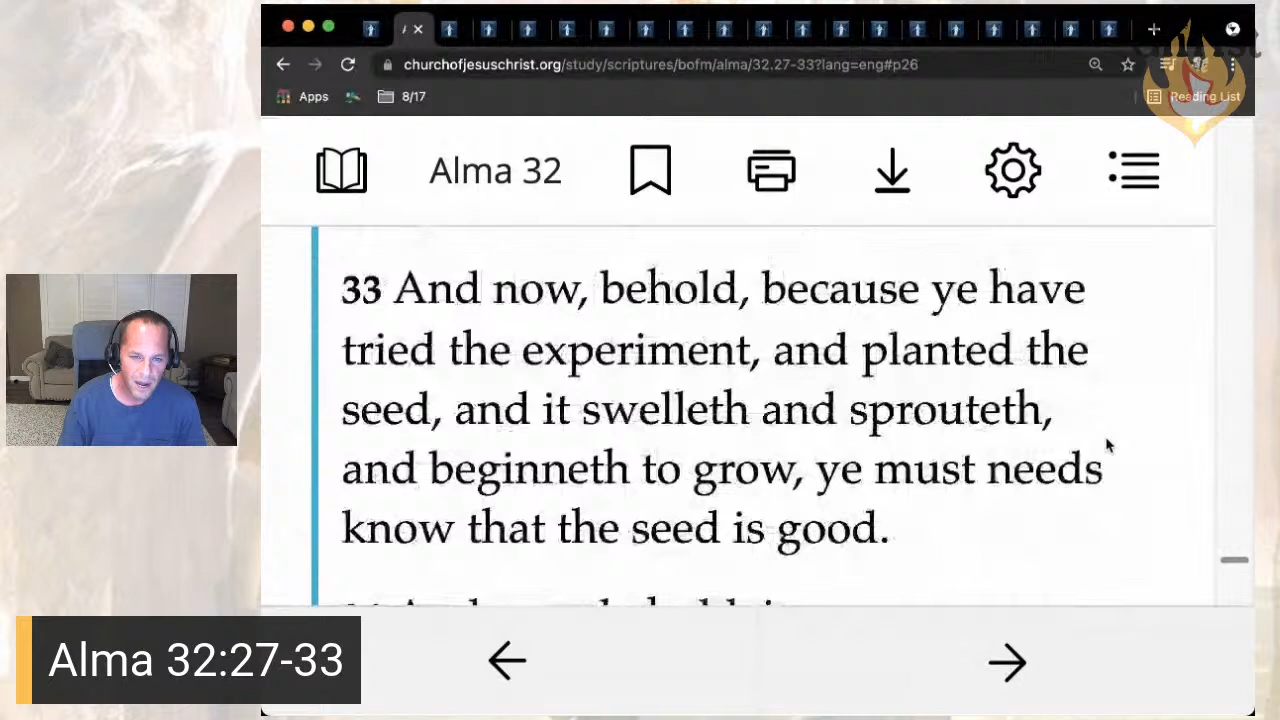 churchofjesuschrist.org/study/scriptures/bofm/alma/32.27-33?lang=eng#p26
Apps
8/17
Reading List
Alma 32
33 And now, behold, because ye have
tried the experiment, and planted the
seed, and it swelleth and sprouteth,
and beginneth to grow, ye must needs
know that the seed is good.
Alma 32:27-33